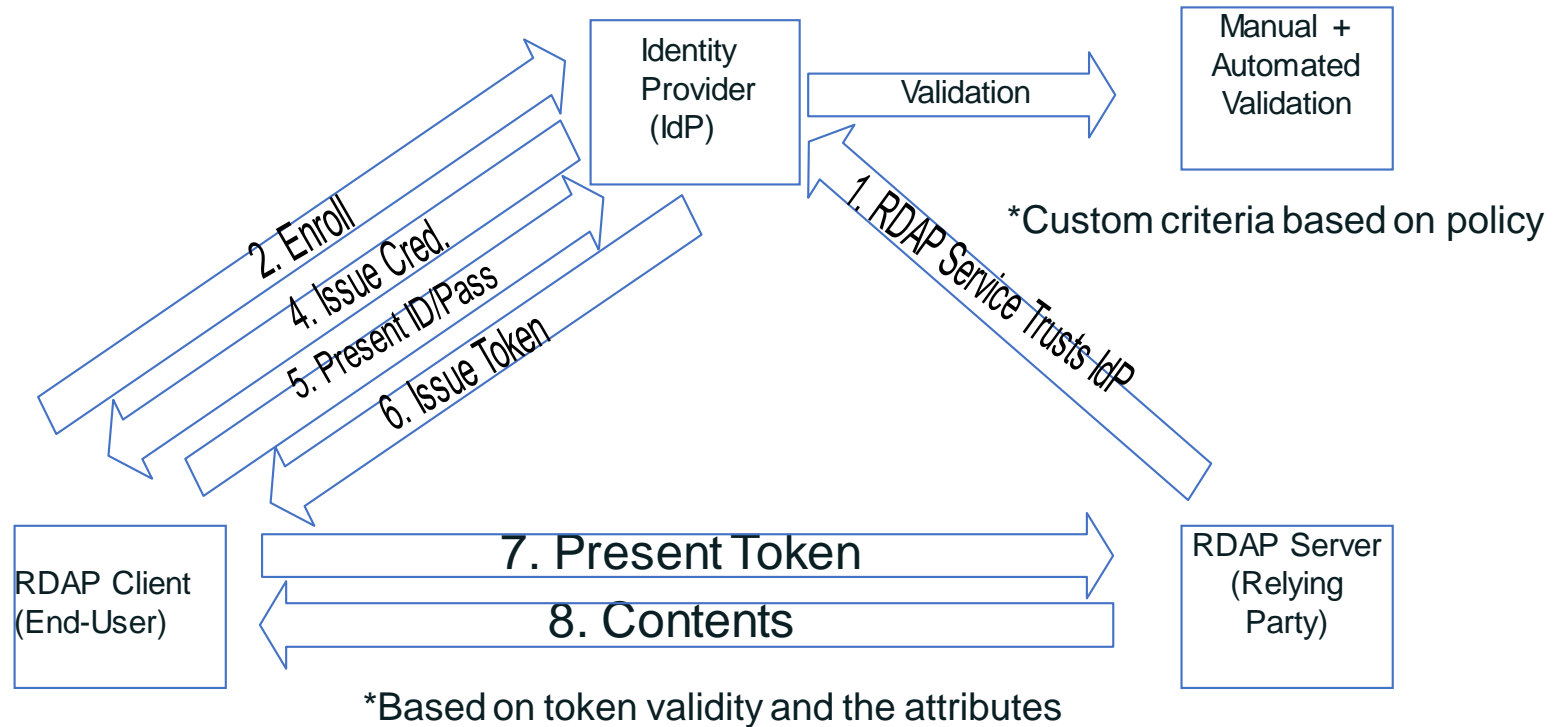 Identity
Provider
(IdP)
Validation
Manual +
Automated
Validation
*Custom criteria based on policy
1. RDAP Service Trusts IdP
2. Enroll
4. Issue Cred.
5. Present ID/Pass
6. Issue Token
RDAP Client
(End-User)
7. Present Token
8. Contents
RDAP Server
(Relying
Party)
*Based on token validity and the attributes